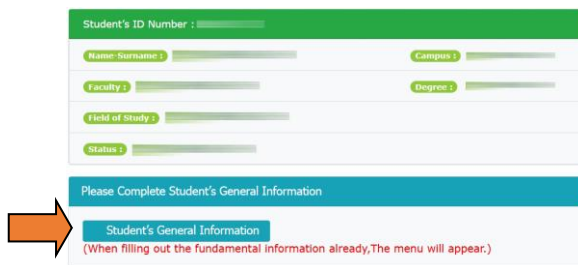 Student's ID Number :
Name-Surname :
Campus :
Faculty :
Degree :
Field of Study :
Status :
Please Complete Student's General Information
Student's General Information
(When filling out the fundamental information already,The menu will appear.)